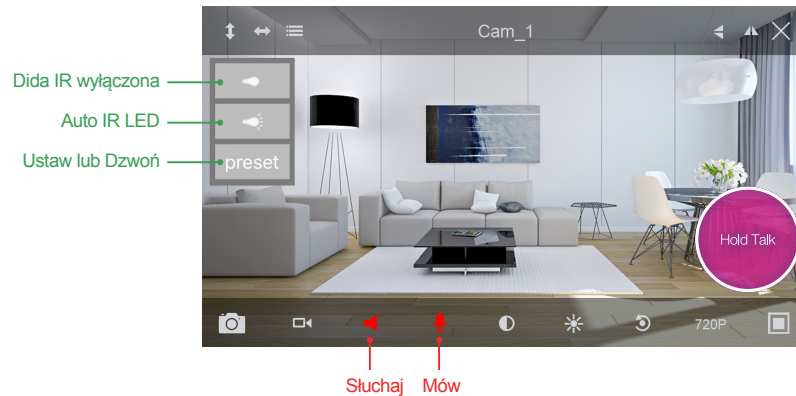 Cam_1
Dida IR wyłączona
Auto IR LED
Ustaw lub Dzwoń
preset
Hold Talk
720P
Słuchaj
Mów